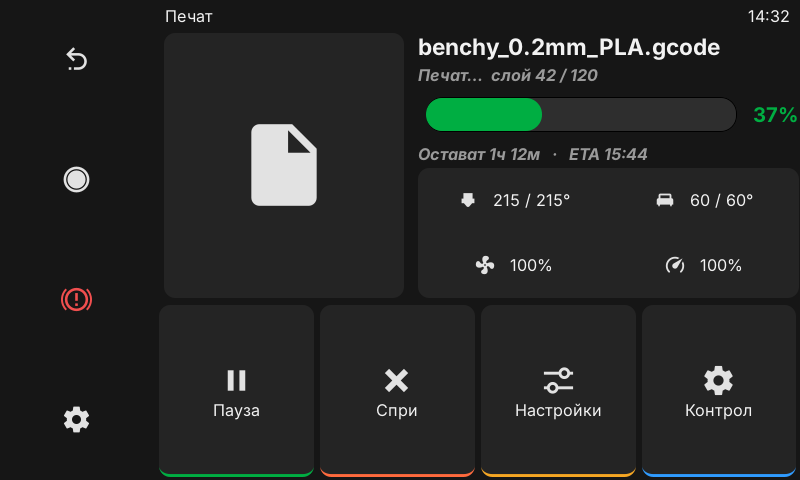 Печат
14:32
benchy_0.2mm_PLA.gcode
Печат... слой 42 / 120
37%
Остават 1ч 12м · ETA 15:44
215 / 215°
60 / 60°
100%
100%
Пауза
Спри
Настройки
Контрол